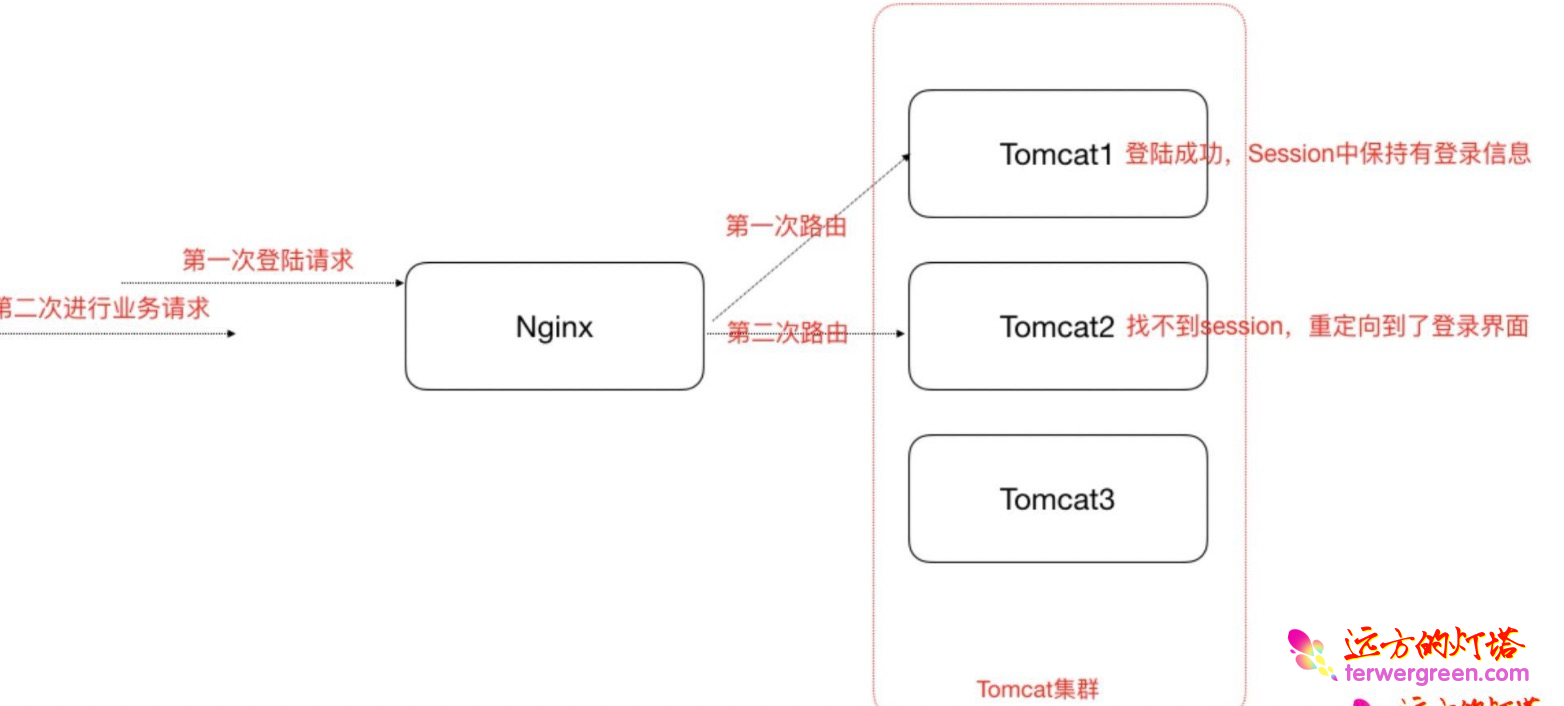 Tomcat1 登陆成功，Session中保持有登录信息
第一次路由
第一次登陆请求
第二次进行业务请求
Nginx
第二次路由
Tomcat2 找不到session，重定向到了登录界面
Tomcat3
远方的灯塔
terwergreen.com
Tomcat集群